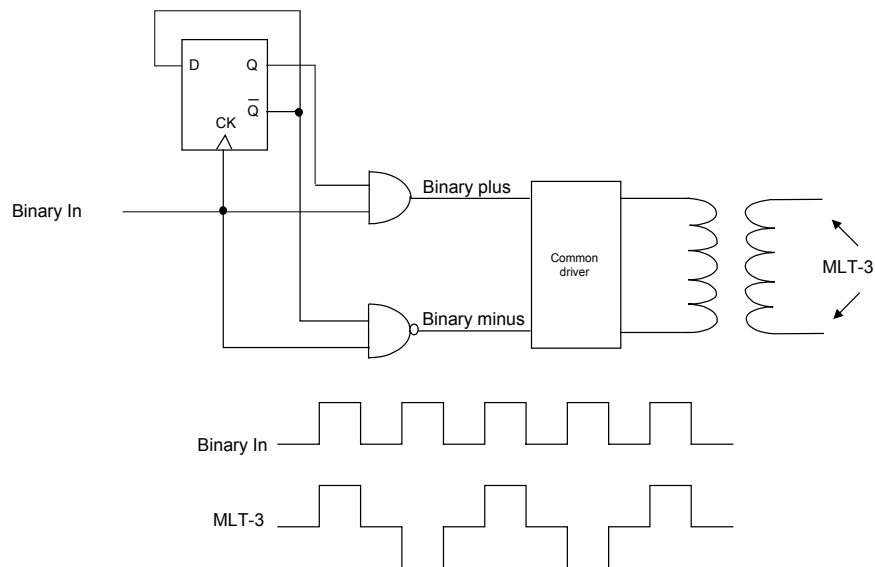 D
Q
Q̅
CK
Binary In
Binary plus
Common
driver
MLT-3
Binary minus
Binary In
MLT-3